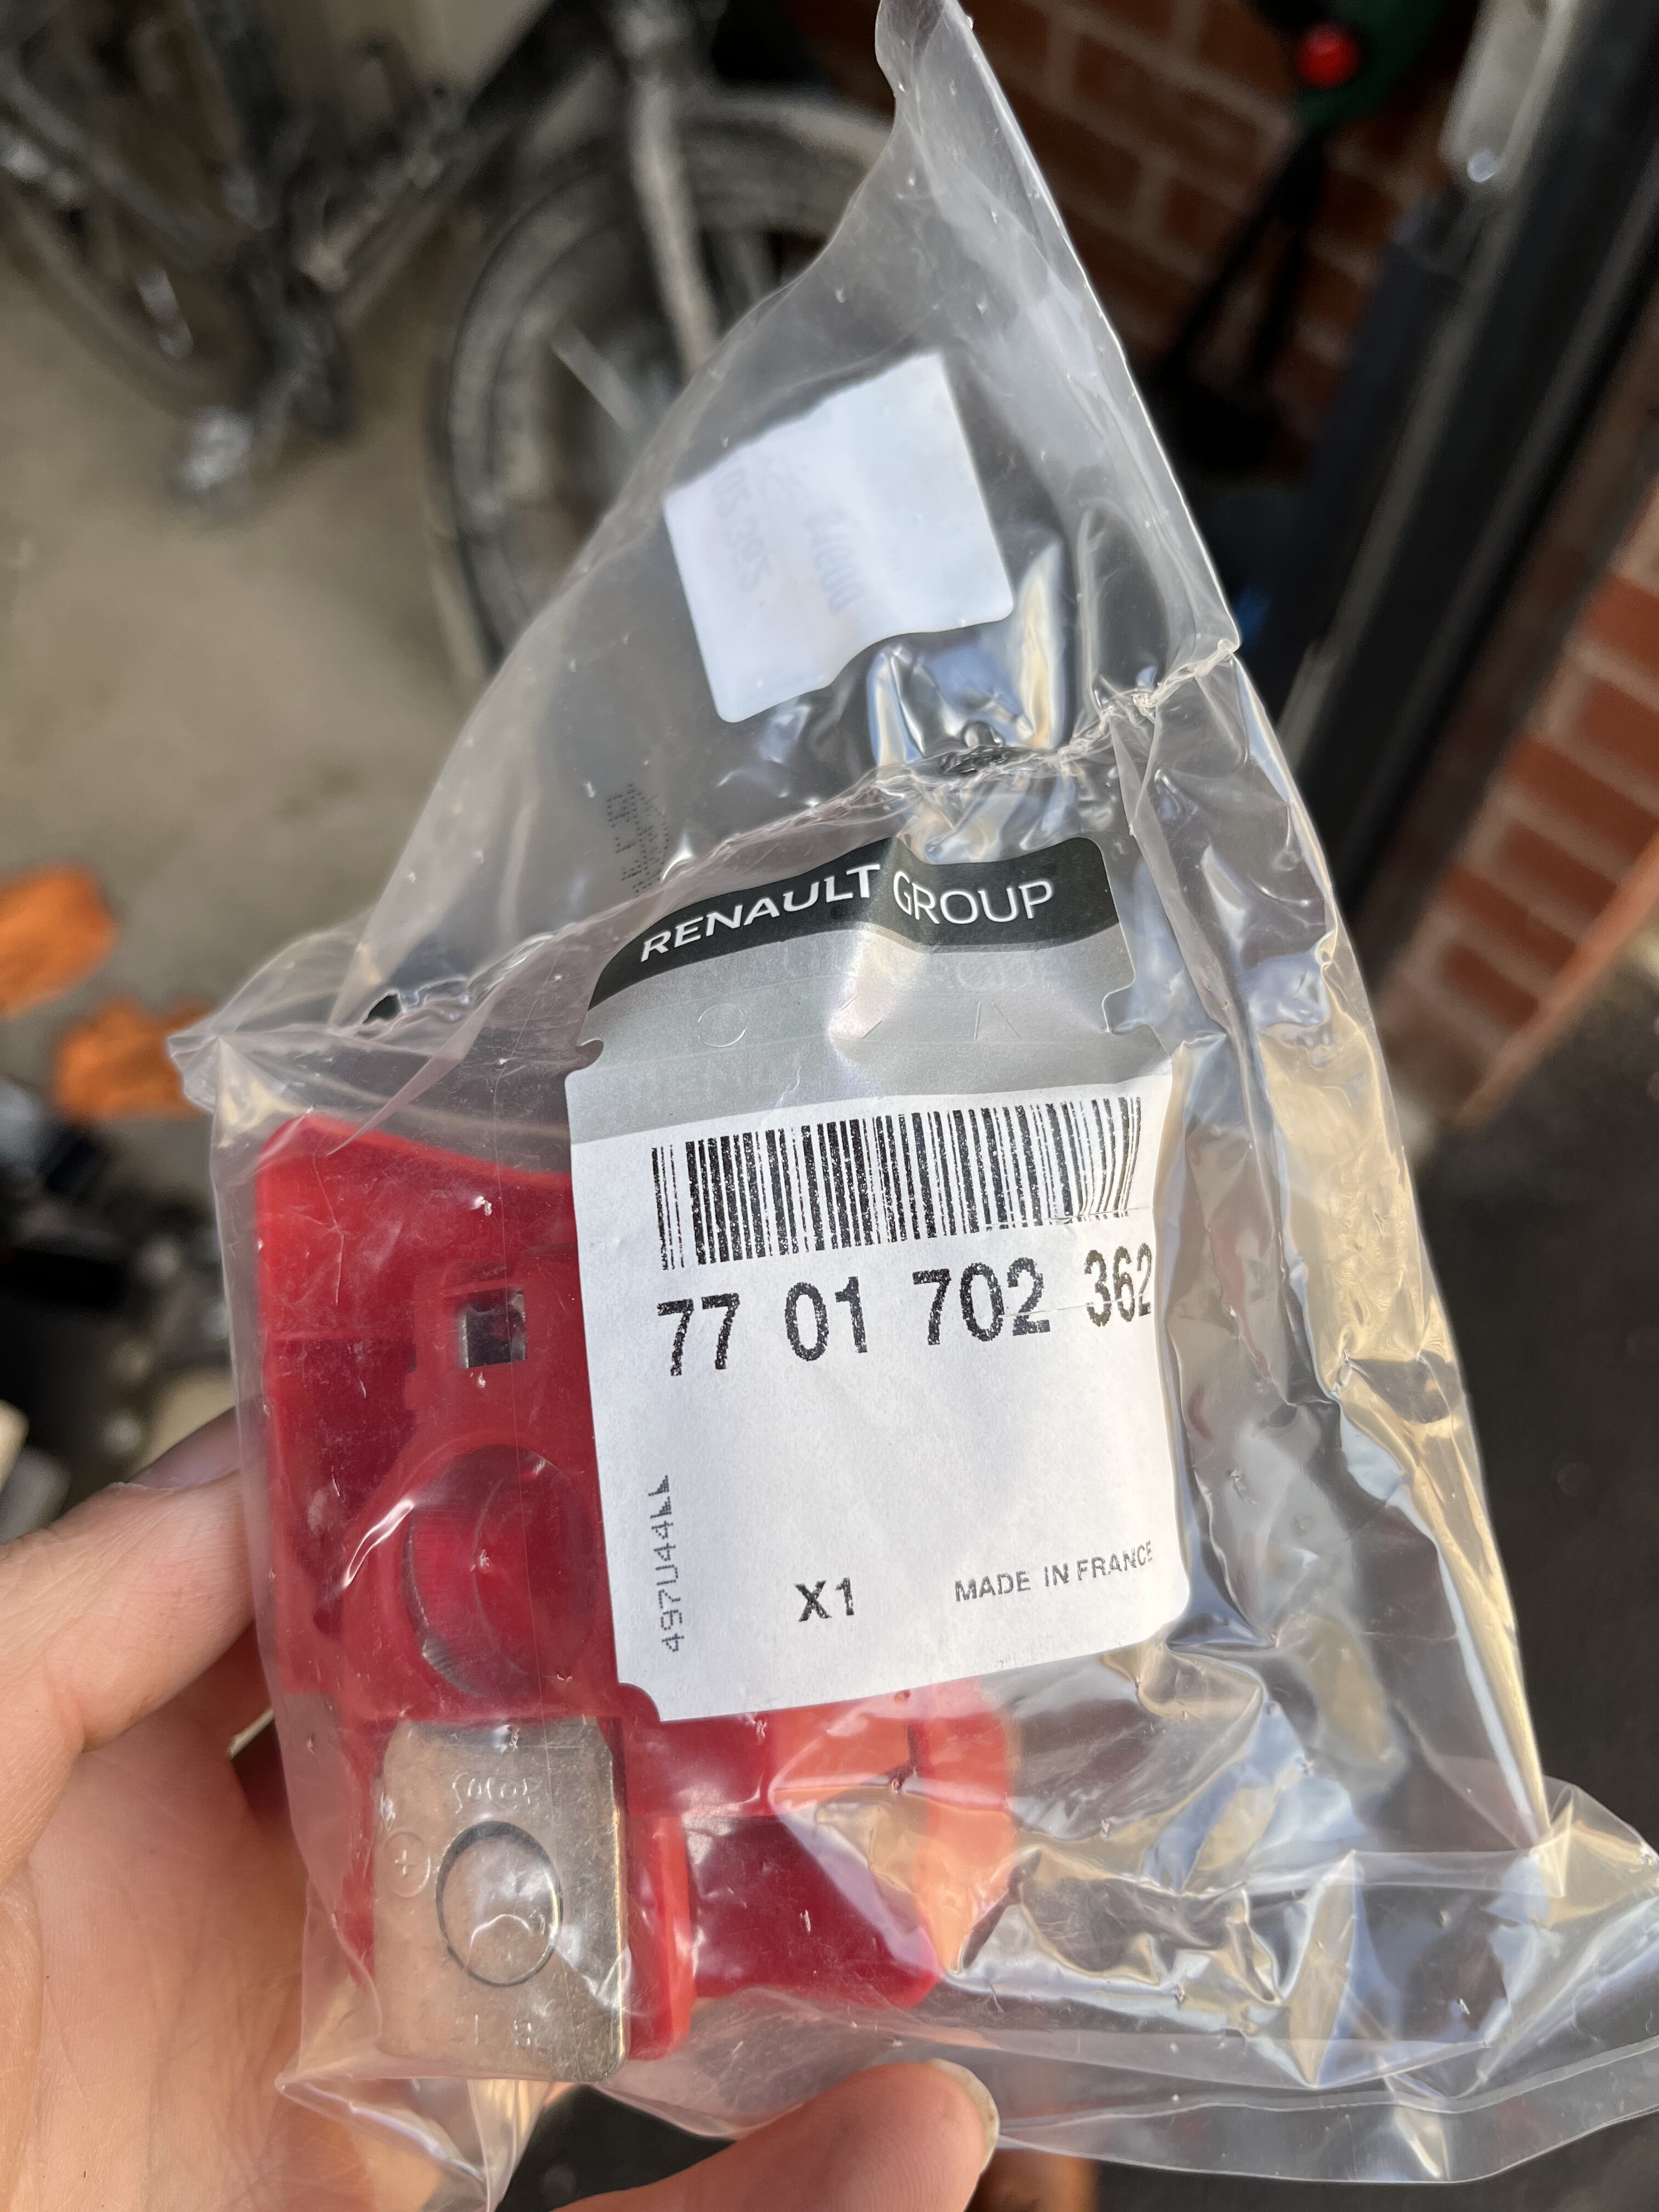 RENAULT GROUP
77 01 702 362
497U44
X1
MADE IN FRANCE